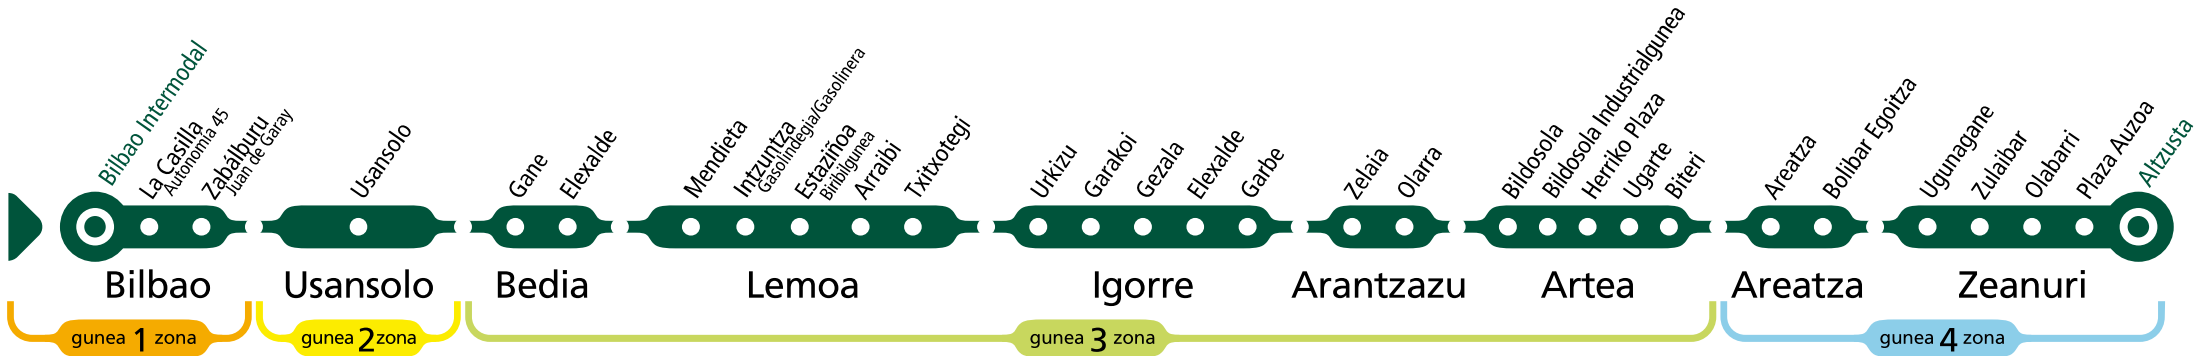 Bilbao Intermodal
La Casilla
Autonomía 45
Zabálburu
Juan de Garay
Usansolo
Gane
Elexalde
Mendieta
Intzuntza
Gasolindegia/Gasolinera
Estaziñoa
Biribilgunea
Arraibi
Txitxotegi
Urkizu
Garakoi
Gezala
Elexalde
Garbe
Zelaia
Olarra
Bildosola
Bildosola Industrialgunea
Herriko Plaza
Ugarte
Biteri
Areatza
Bolibar Egoitza
Ugunagane
Zulaibar
Olabarri
Plaza Auzoa
Altzusta
Bilbao
Usansolo
Bedia
Lemoa
Igorre
Arantzazu
Artea
Areatza
Zeanuri
gunea 1 zona
gunea 2 zona
gunea 3 zona
gunea 4 zona